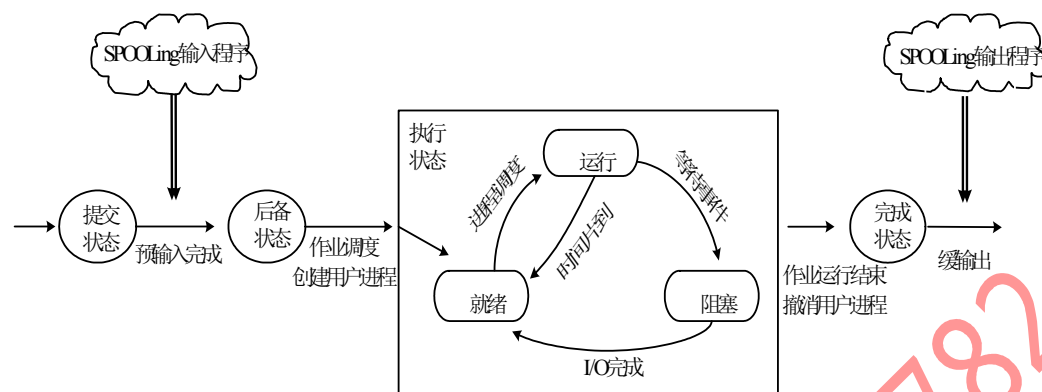 SPOOLing输入程序
SPOOLing输出程序
执行
状态
运行
进程调度
等待事件
时间片到
提交
状态
预输入完成
后备
状态
作业调度
创建用户进程
就绪
阻塞
I/O完成
作业运行结束
撤消用户进程
完成
状态
缓输出
782